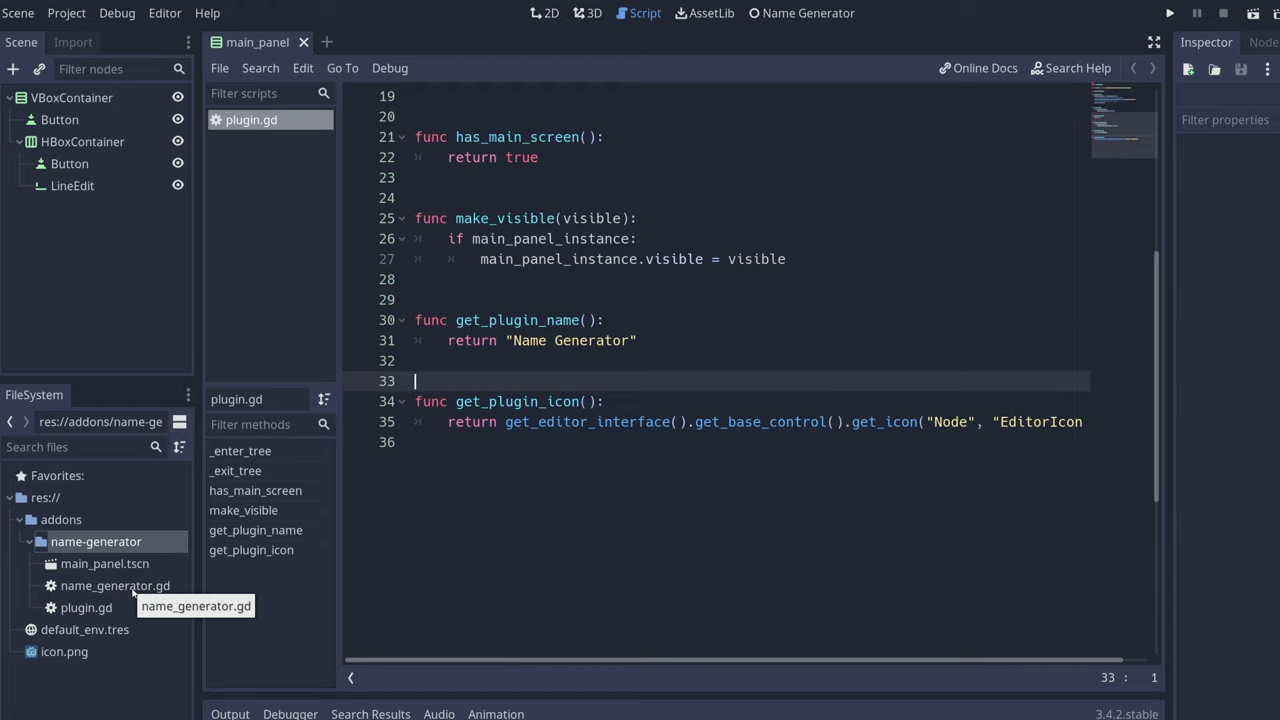 Scene Project Debug Editor Help
2D 3D Script AssetLib Name Generator
Scene Import
main_panel
Inspector Node
Filter nodes
File Search Edit Go To Debug
Online Docs Search Help
VBoxContainer
Button
HBoxContainer
Button
LineEdit
Filter scripts
plugin.gd
plugin.gd
Filter methods
_enter_tree
_exit_tree
has_main_screen
make_visible
get_plugin_name
get_plugin_icon
19
20
21 func has_main_screen():
22 return true
23
24
25 func make_visible(visible):
26 if main_panel_instance:
27 main_panel_instance.visible = visible
28
29
30 func get_plugin_name():
31 return "Name Generator"
32
33
34 func get_plugin_icon():
35 return get_editor_interface().get_base_control().get_icon("Node", "EditorIcon
36
33 : 1
Filter properties
FileSystem
res://addons/name-ge
Search files
Favorites:
res://
addons
name-generator
main_panel.tscn
name_generator.gd
name_generator.gd
plugin.gd
default_env.tres
icon.png
Output Debugger Search Results Audio Animation
3.4.2.stable